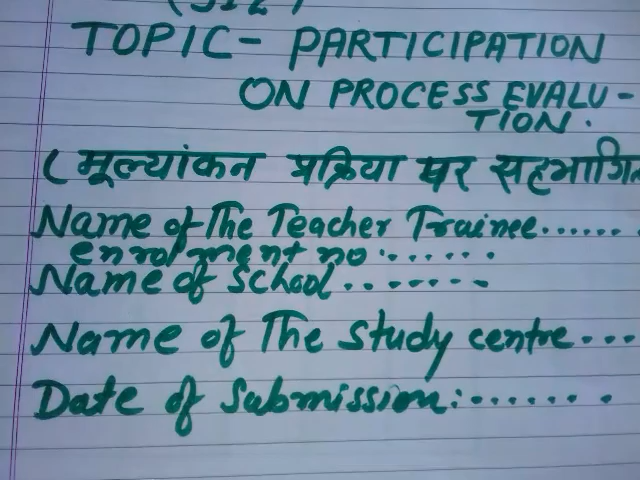 TOPIC- PARTICIPATION
ON PROCESS EVALU-
TION.
(मूल्यांकन प्रक्रिया पर
Name of The Teacher Trainee......
enrolment no:......
Name of School........
Name of The study centre...
Date of Submission:.......